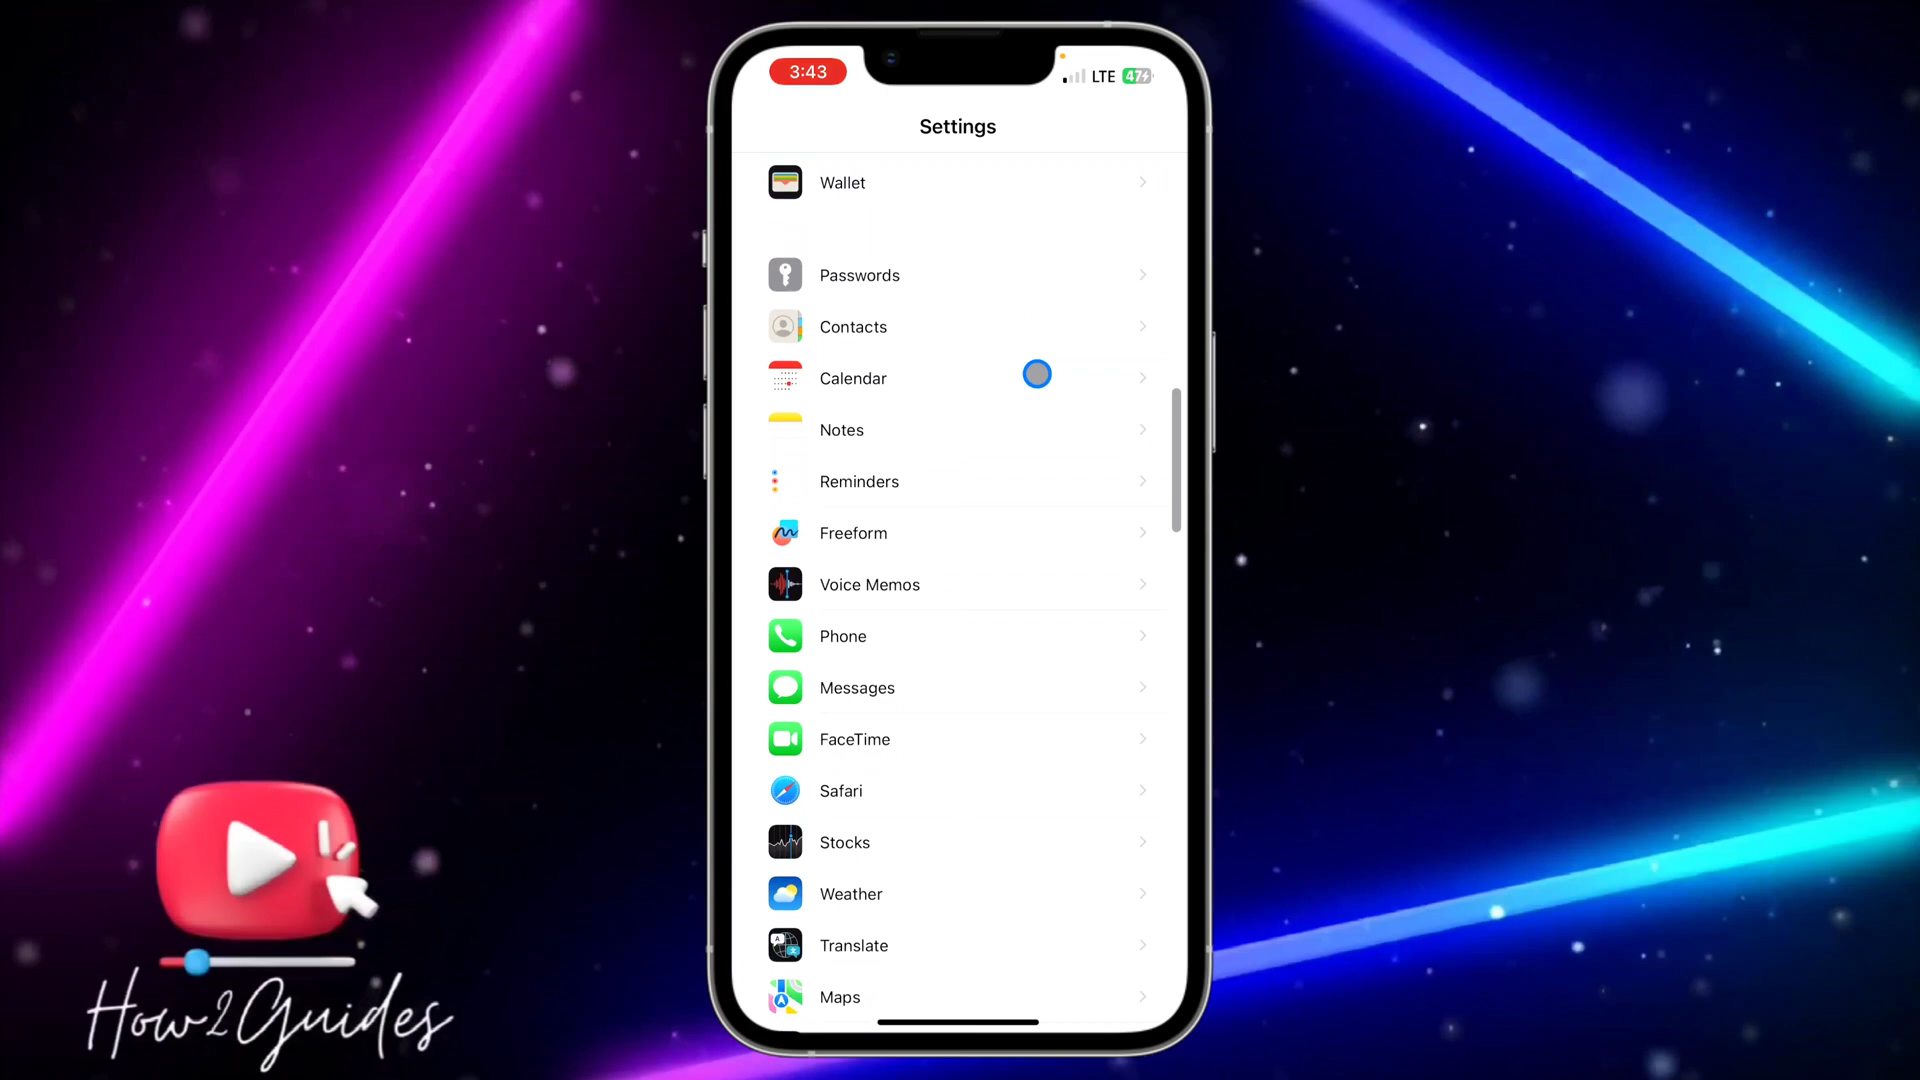 3:43
LTE 47
Settings
Wallet
Passwords
Contacts
Calendar
Notes
Reminders
Freeform
Voice Memos
Phone
Messages
FaceTime
Safari
Stocks
Weather
Translate
Maps
How2Guides